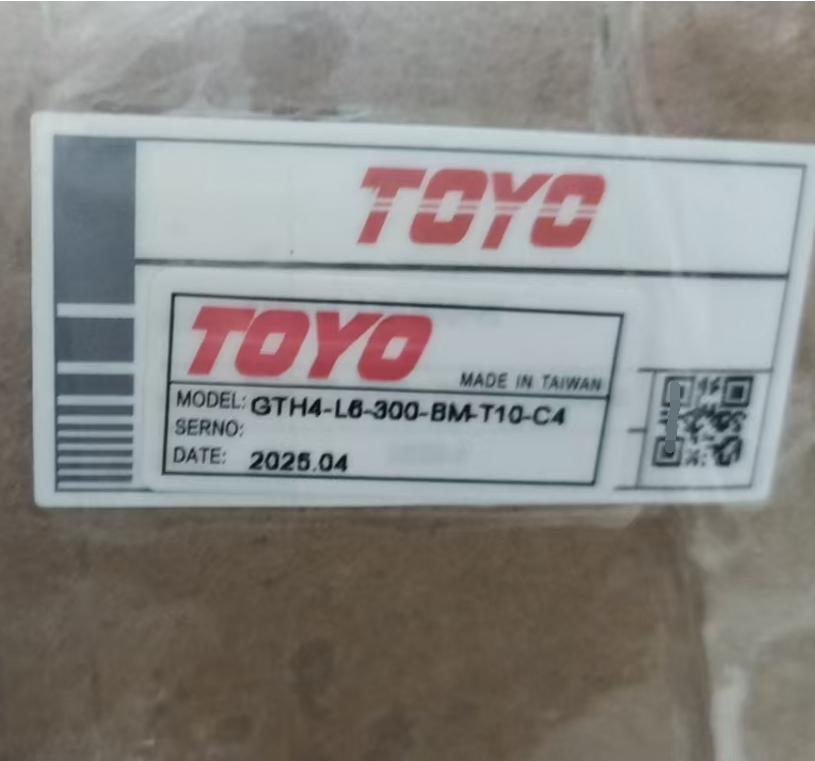 TOYO
TOYO
MADE IN TAIWAN
MODEL: GTH4-L6-300-BM-T10-C4
SERNO:
DATE: 2025.04